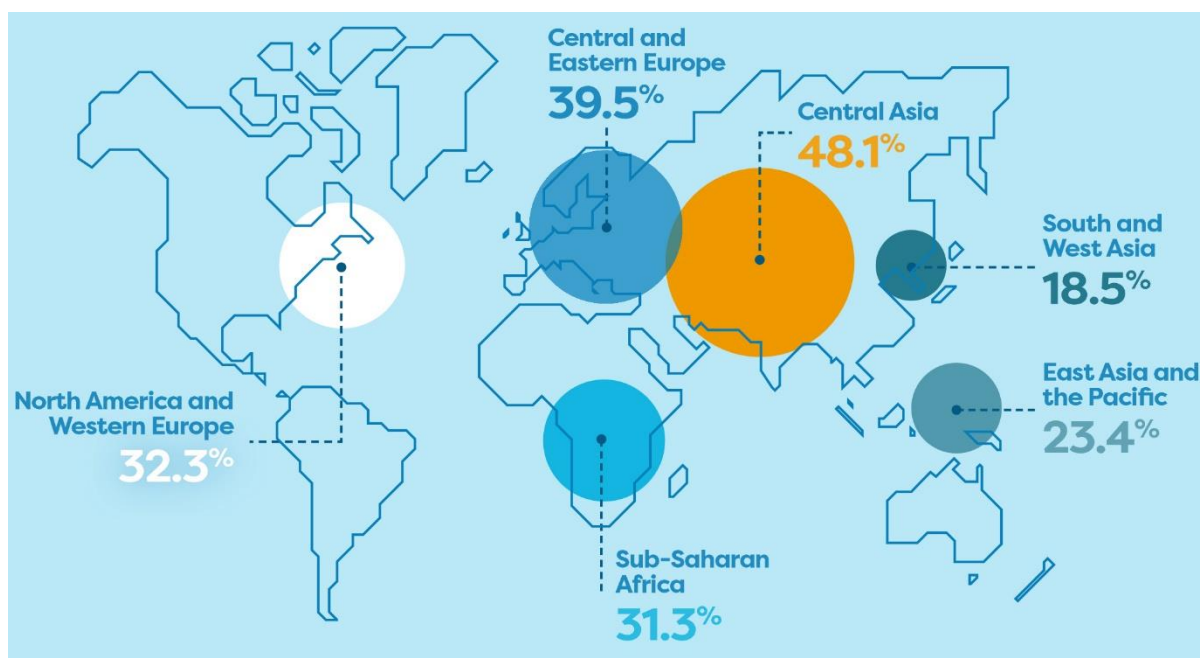 Central and
Eastern Europe
39.5%
Central Asia
48.1%
South and
West Asia
18.5%
North America and
Western Europe
32.3%
East Asia and
the Pacific
23.4%
Sub-Saharan
Africa
31.3%